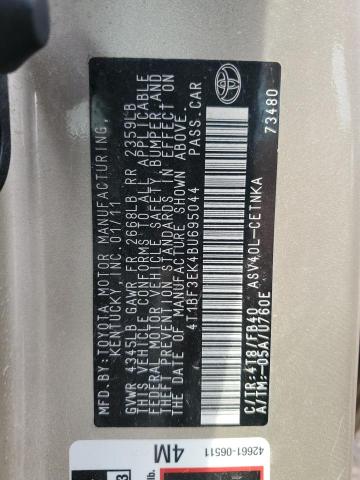 MFD.BY:TOYOTA MOTOR MANUFACTURING,
KENTUCKY, INC. 01/11
GVWR 4345LB GAWR FR 2668LB RR 2359LB
THIS VEHICLE CONFORMS TO ALL APPLICABLE
FEDERAL MOTOR VEHICLE SAFETY, BUMPER AND
THEFT PREVENTION STANDARDS IN EFFECT ON
THE DATE OF MANUFACTURE SHOWN ABOVE.
4T1BF3EK4BU695044 PASS.CAR
C/TR:4T8/FB40 ASV40L-CETNKA
A/TM:-05A/U760E 73480
42661-06511
4M